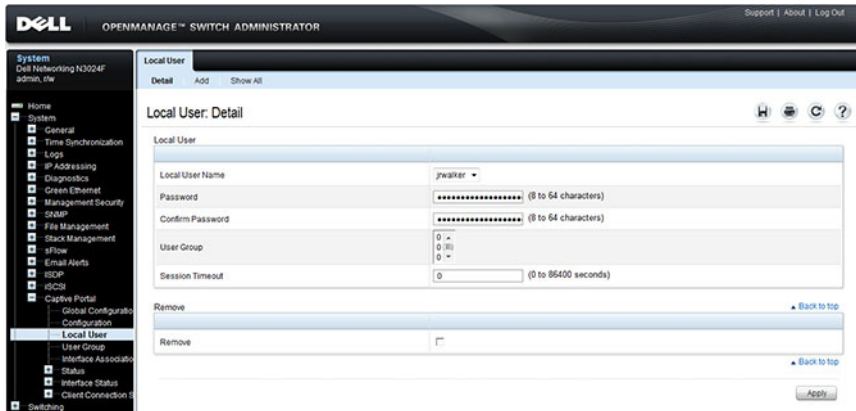 Support | About | Log Out
DELL OPENMANAGE™ SWITCH ADMINISTRATOR
System
Dell Networking N3024F
admin, r/w
Home
System
General
Time Synchronization
Logs
IP Addressing
Diagnostics
Green Ethernet
Management Security
SNMP
File Management
Stack Management
sFlow
Email Alerts
ISDP
iSCSI
Captive Portal
Global Configuratio
Configuration
Local User
User Group
Interface Associatio
Status
Interface Status
Client Connection S
Switching
Local User
Detail Add Show All
Local User: Detail
Local User
Local User Name jrwalker
Password (8 to 64 characters)
Confirm Password (8 to 64 characters)
User Group 0
0
0
Session Timeout 0 (0 to 86400 seconds)
Remove Back to top
Remove
Back to top
Apply